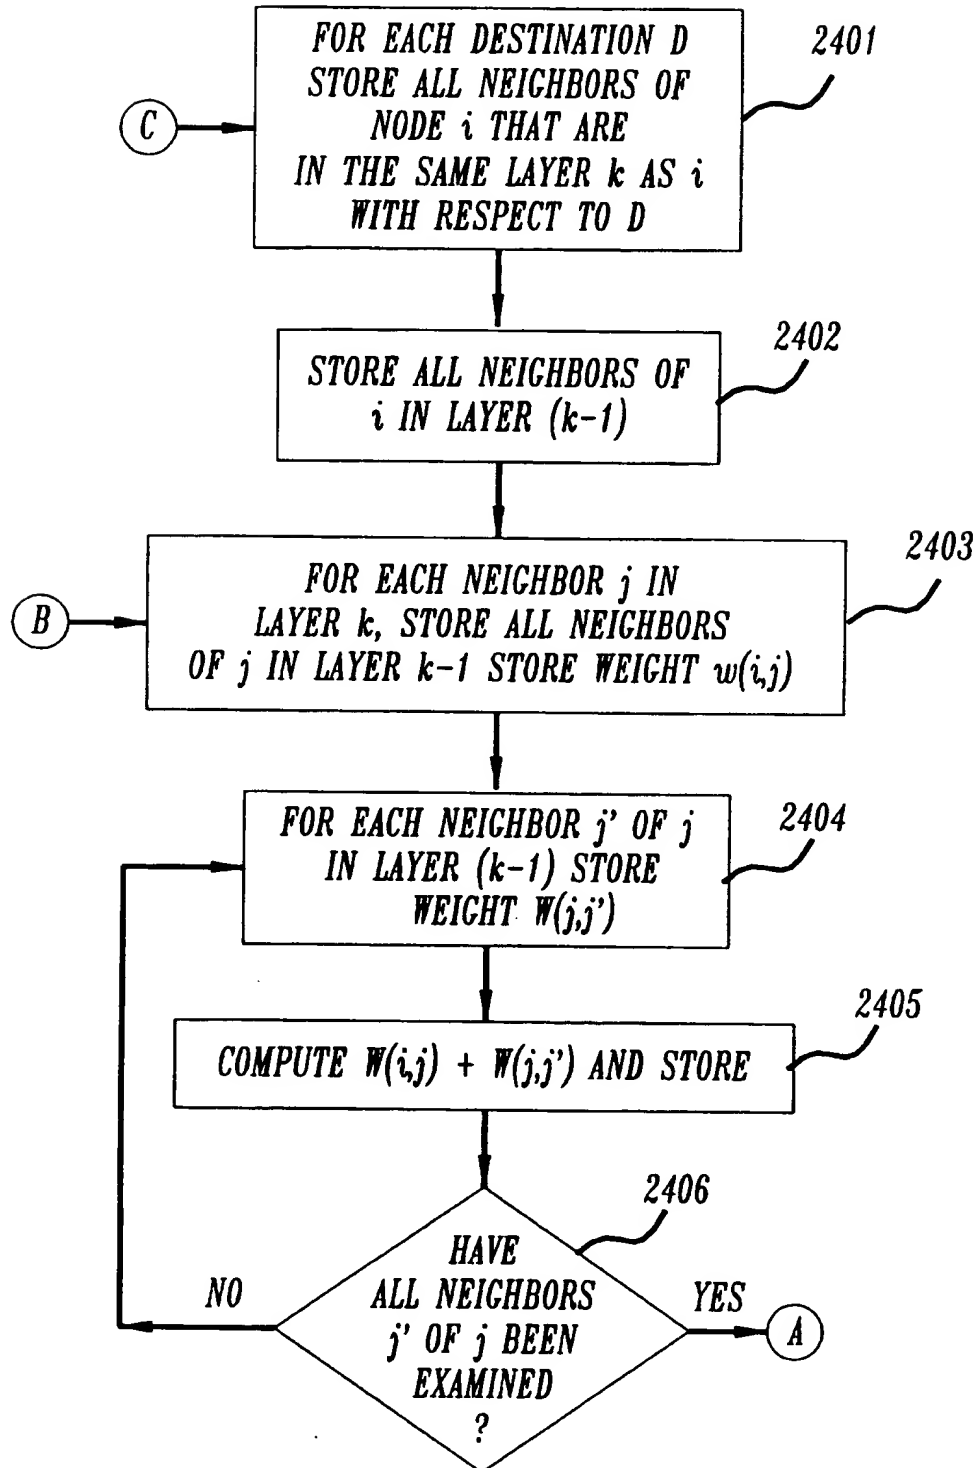 FOR EACH DESTINATION D
STORE ALL NEIGHBORS OF
NODE i THAT ARE
IN THE SAME LAYER k AS i
WITH RESPECT TO D
2401
C
2402
STORE ALL NEIGHBORS OF
i IN LAYER (k-1)
2403
FOR EACH NEIGHBOR j IN
LAYER k, STORE ALL NEIGHBORS
OF j IN LAYER k-1 STORE WEIGHT w(i,j)
B
2404
FOR EACH NEIGHBOR j' OF j
IN LAYER (k-1) STORE
WEIGHT W(j,j')
2405
COMPUTE W(i,j) + W(j,j') AND STORE
2406
HAVE
ALL NEIGHBORS
j' OF j BEEN
EXAMINED
?
NO
YES
A